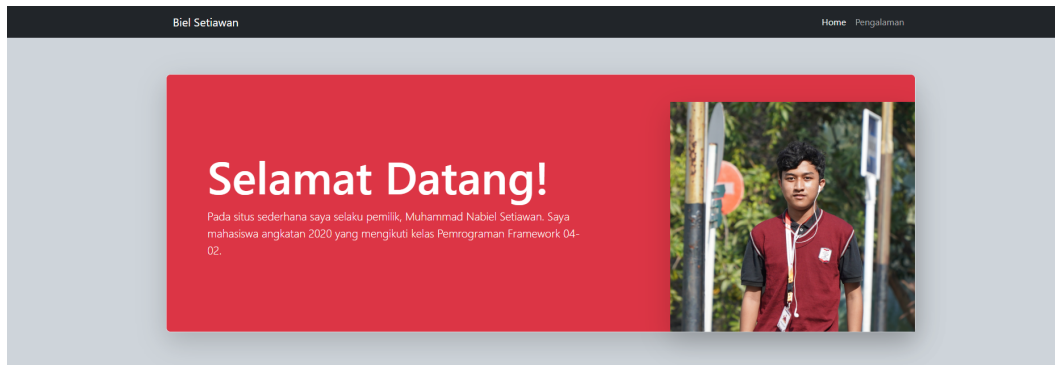 Biel Setiawan
Home Pengalaman
Selamat Datang!
Pada situs sederhana saya selaku pemilik, Muhammad Nabiel Setiawan. Saya
mahasiswa angkatan 2020 yang mengikuti kelas Pemrograman Framework 04-
02.